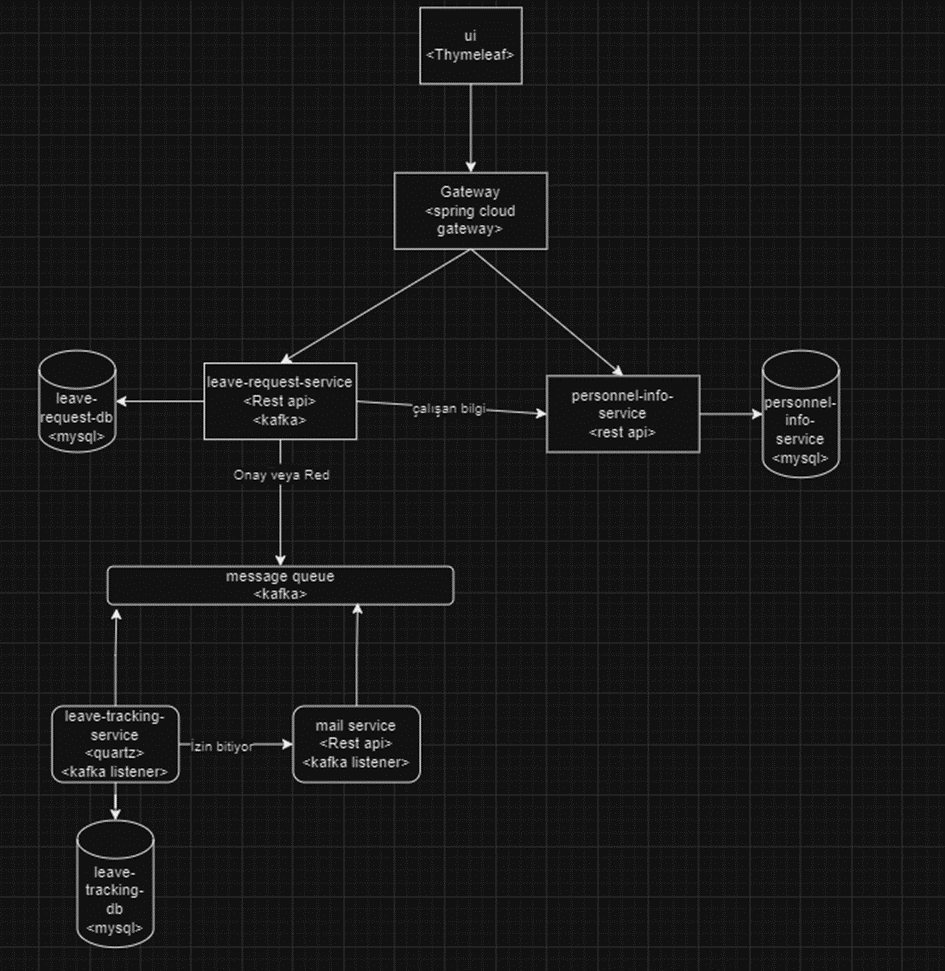 ui
<Thymeleaf>
Gateway
<spring cloud
gateway>
leave-
request-db
<mysql>
leave-request-service
<Rest api>
<kafka>
çalışan bilgi
personnel-info-
service
<rest api>
personnel-
info-
service
<mysql>
Onay veya Red
message queue
<kafka>
leave-tracking-
service
<quartz>
<kafka listener>
İzin bitiyor
mail service
<Rest api>
<kafka listener>
leave-
tracking-
db
<mysql>